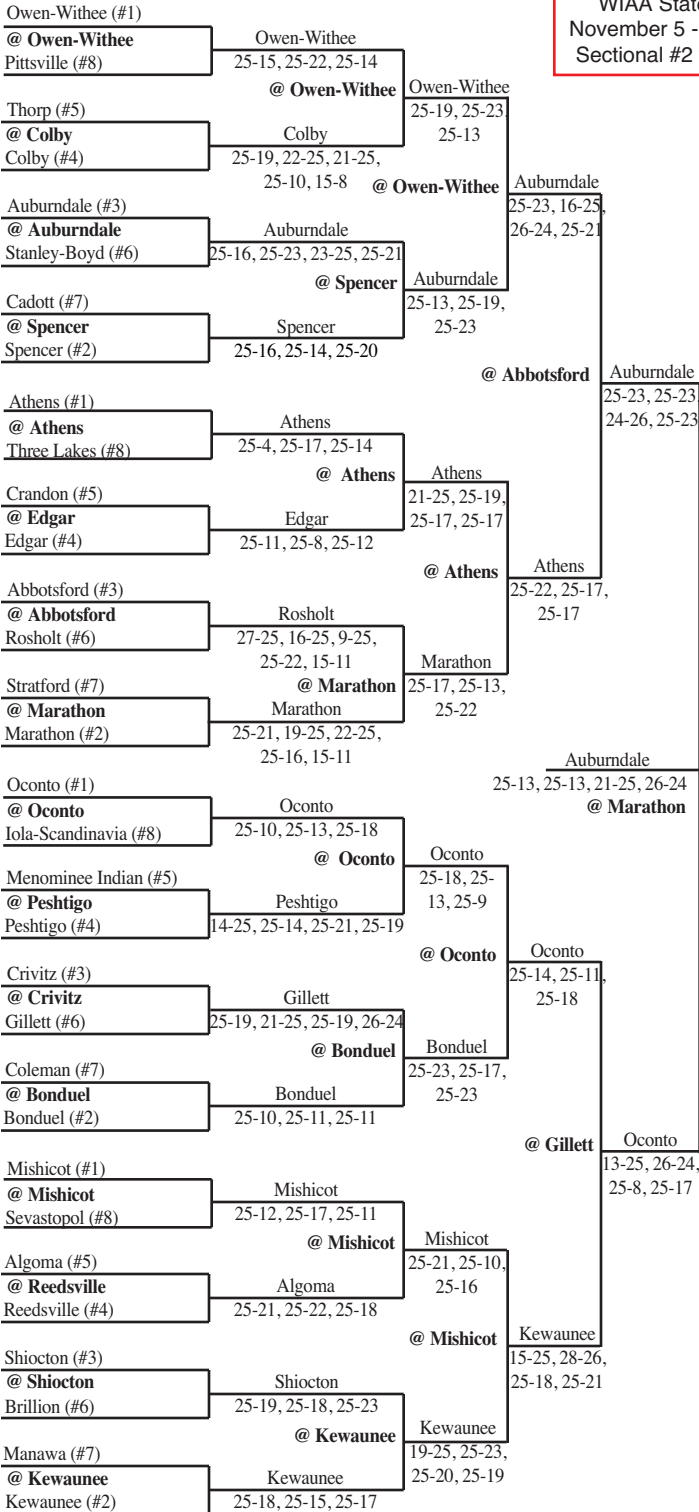 WIAA State
November 5 -
Sectional #2
Owen-Withee (#1)
@ Owen-Withee
Pittsville (#8)
Owen-Withee
25-15, 25-22, 25-14
@ Owen-Withee
Thorp (#5)
@ Colby
Colby (#4)
Colby
25-19, 22-25, 21-25,
25-10, 15-8
Owen-Withee
25-19, 25-23,
25-13
@ Owen-Withee
Auburndale (#3)
@ Auburndale
Stanley-Boyd (#6)
Auburndale
25-16, 25-23, 23-25, 25-21
@ Spencer
Cadott (#7)
@ Spencer
Spencer (#2)
Spencer
25-16, 25-14, 25-20
Auburndale
25-13, 25-19,
25-23
Auburndale
25-23, 16-25,
26-24, 25-21
@ Abbotsford
Athens (#1)
@ Athens
Three Lakes (#8)
Athens
25-4, 25-17, 25-14
@ Athens
Crandon (#5)
@ Edgar
Edgar (#4)
Edgar
25-11, 25-8, 25-12
Athens
21-25, 25-19,
25-17, 25-17
@ Athens
Abbotsford (#3)
@ Abbotsford
Rosholt (#6)
Rosholt
27-25, 16-25, 9-25,
25-22, 15-11
@ Marathon
Stratford (#7)
@ Marathon
Marathon (#2)
Marathon
25-21, 19-25, 22-25,
25-16, 15-11
Marathon
25-17, 25-13,
25-22
Athens
25-22, 25-17,
25-17
Auburndale
25-23, 25-23,
24-26, 25-23
Auburndale
25-13, 25-13, 21-25, 26-24
@ Marathon
Oconto (#1)
@ Oconto
Iola-Scandinavia (#8)
Oconto
25-10, 25-13, 25-18
@ Oconto
Menominee Indian (#5)
@ Peshtigo
Peshtigo (#4)
Peshtigo
14-25, 25-14, 25-21, 25-19
Oconto
25-18, 25-
13, 25-9
@ Oconto
Crivitz (#3)
@ Crivitz
Gillett (#6)
Gillett
25-19, 21-25, 25-19, 26-24
@ Bonduel
Coleman (#7)
@ Bonduel
Bonduel (#2)
Bonduel
25-10, 25-11, 25-11
Bonduel
25-23, 25-17,
25-23
Oconto
25-14, 25-11,
25-18
@ Gillett
Mishicot (#1)
@ Mishicot
Sevastopol (#8)
Mishicot
25-12, 25-17, 25-11
@ Mishicot
Algoma (#5)
@ Reedsville
Reedsville (#4)
Algoma
25-21, 25-22, 25-18
Mishicot
25-21, 25-10,
25-16
@ Mishicot
Shiocton (#3)
@ Shiocton
Brillion (#6)
Shiocton
25-19, 25-18, 25-23
@ Kewaunee
Manawa (#7)
@ Kewaunee
Kewaunee (#2)
Kewaunee
25-18, 25-15, 25-17
Kewaunee
19-25, 25-23,
25-20, 25-19
Kewaunee
15-25, 28-26,
25-18, 25-21
Oconto
13-25, 26-24,
25-8, 25-17